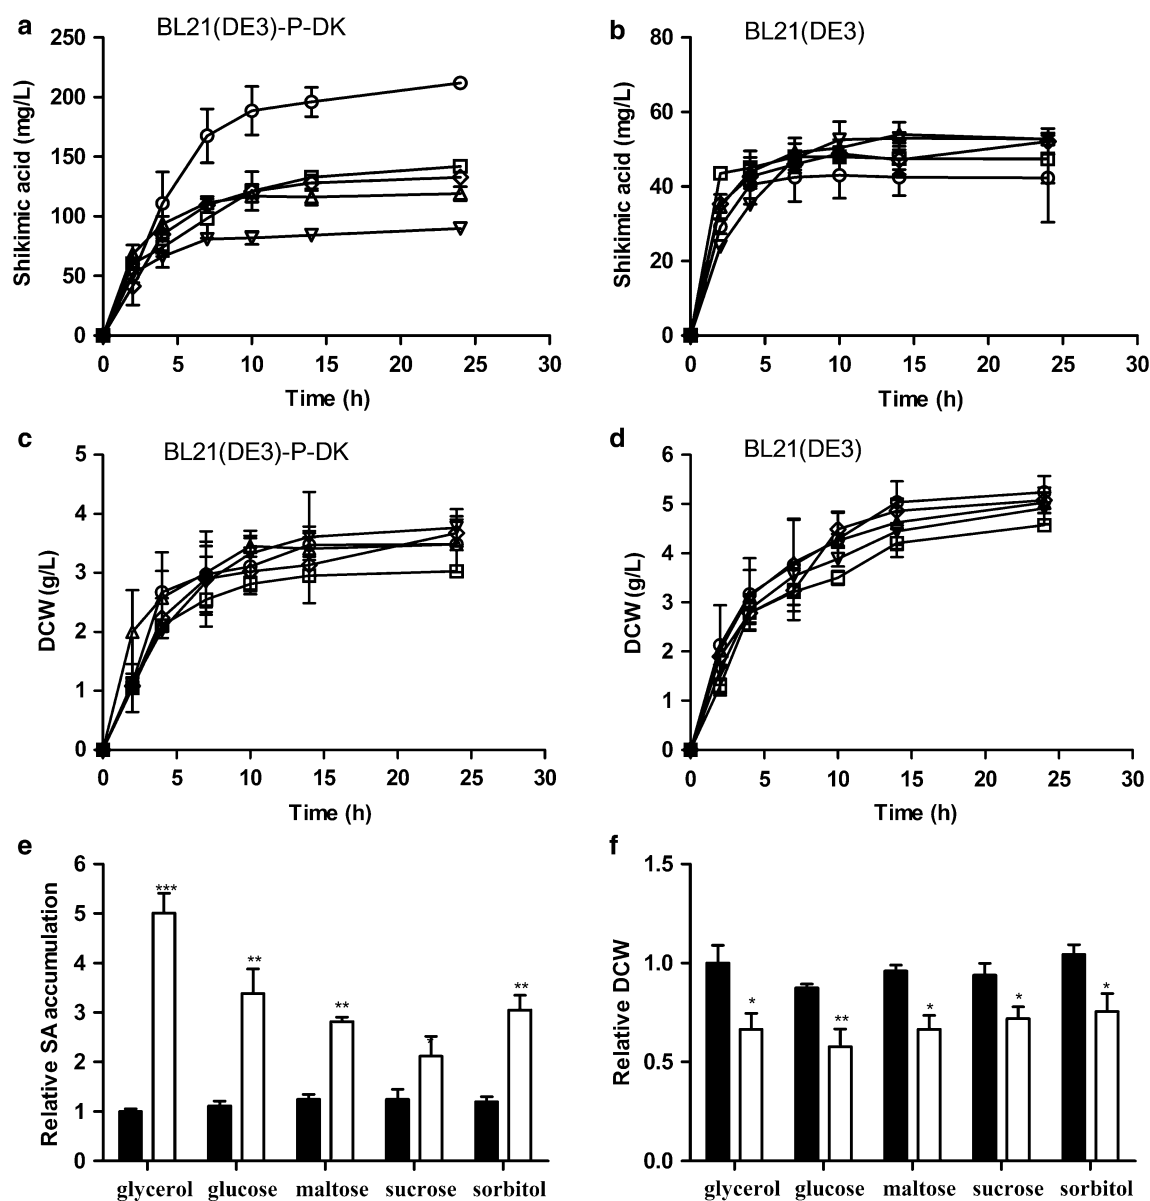 a
BL21(DE3)-P-DK
250
200
150
100
50
0
Shikimic acid (mg/L)
0 5 10 15 20 25 30
Time (h)
b
BL21(DE3)
80
60
40
20
0
Shikimic acid (mg/L)
0 5 10 15 20 25 30
Time (h)
c
BL21(DE3)-P-DK
5
4
3
2
1
0
DCW (g/L)
0 5 10 15 20 25 30
Time (h)
d
BL21(DE3)
6
5
4
3
2
1
0
DCW (g/L)
0 5 10 15 20 25 30
Time (h)
e
6
5
4
3
2
1
0
Relative SA accumulation
***
**
**
*
**
glycerol glucose maltose sucrose sorbitol
f
1.5
1.0
0.5
0.0
Relative DCW
*
**
*
*
*
glycerol glucose maltose sucrose sorbitol